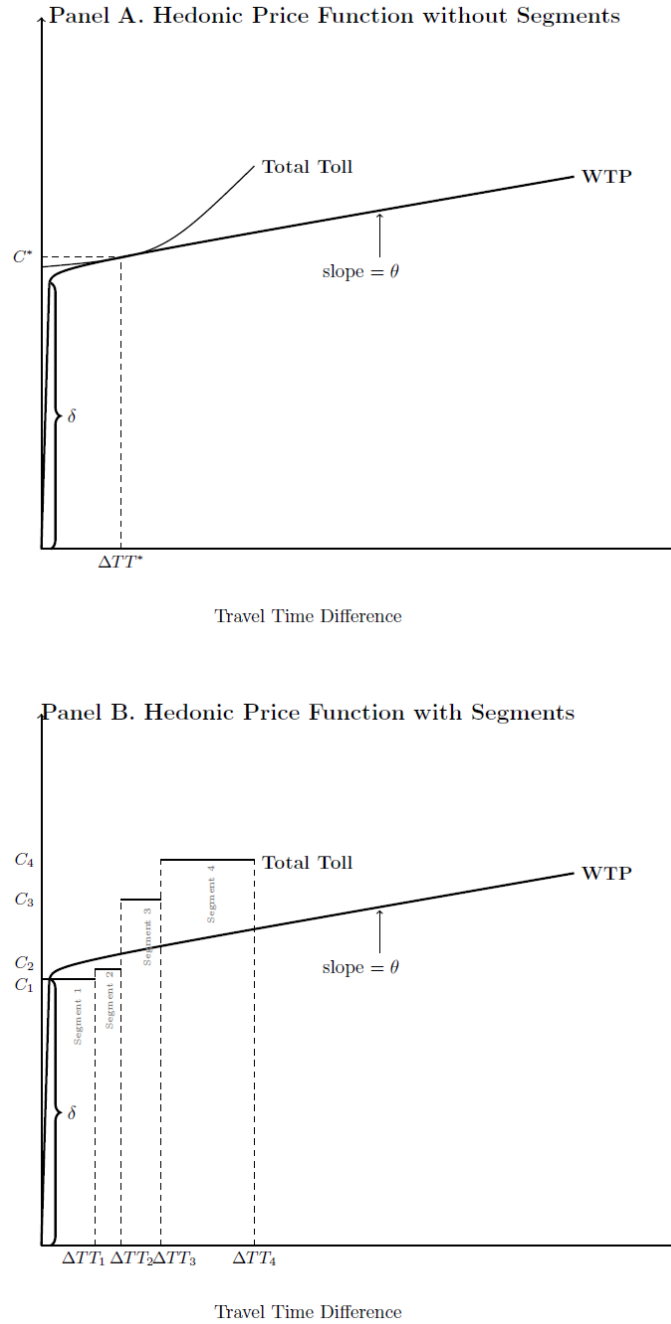 Panel A. Hedonic Price Function without Segments
Total Toll
WTP
C*
slope = θ
δ
ΔTT*
Travel Time Difference
Panel B. Hedonic Price Function with Segments
C₄
Total Toll
WTP
C₃
Segment 4
Segment 3
C₂
slope = θ
C₁
Segment 2
Segment 1
δ
ΔTT₁ ΔTT₂ ΔTT₃ ΔTT₄
Travel Time Difference